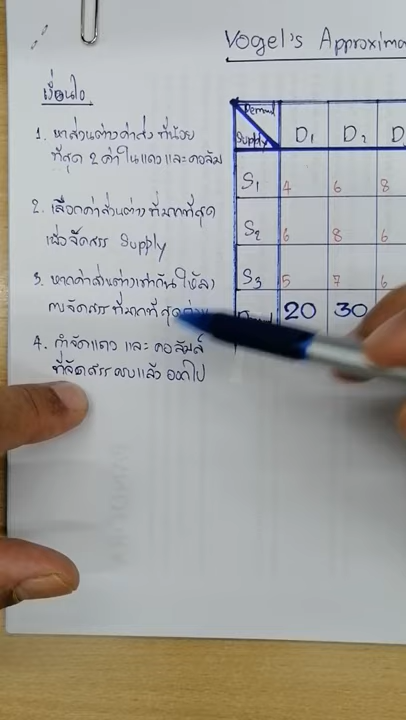 Vogel's Approxima
เงื่อนไข
1. หาส่วนต่างค่าส่ง ที่น้อย
ที่สุด 2 ค่า ในแถว และ คอลัม
2. เลือกค่าส่วนต่าง ที่มากที่สุด
เพื่อจัดสรร Supply
3. หากค่าส่วนต่างเท่ากัน ให้
จัดสรร ที่มากที่สุด
4. กำจัดแถว และ คอลัมล์
ที่จัดสรรครบแล้ว ออกไป
Demand
Supply D1 D2 D
S1 4 6 8
S2 6 8 6
S3 5 7 6
20 30